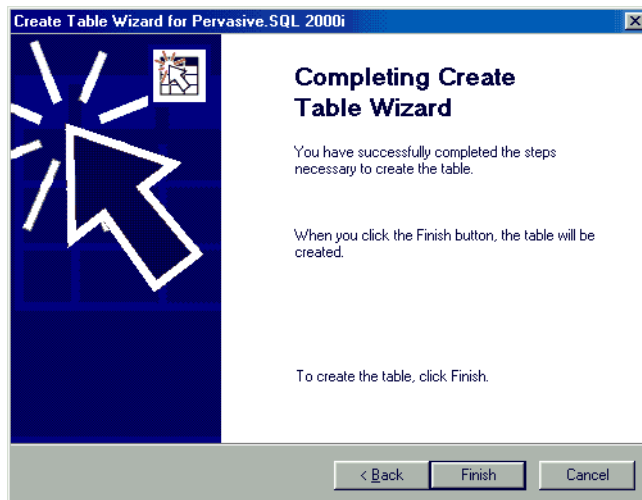 Create Table Wizard for Pervasive.SQL 2000i
Completing Create
Table Wizard
You have successfully completed the steps
necessary to create the table.
When you click the Finish button, the table will be
created.
To create the table, click Finish.
< Back
Finish
Cancel